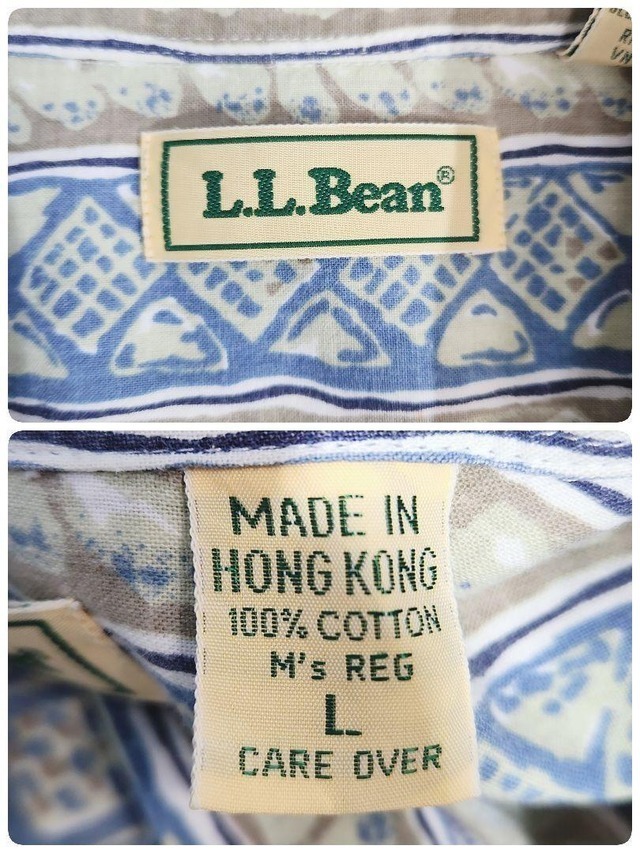 L.L.Bean®
MADE IN
HONG KONG
100% COTTON
M's REG
L
CARE OVER